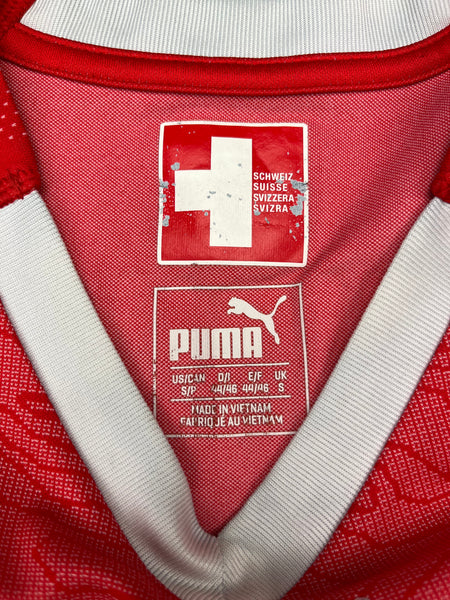 SCHWEIZ
SUISSE
SVIZZERA
SVIZRA
PUMA
US/CAN D/I E/F UK
S/P 44/46 44/46 S
MADE IN VIETNAM
FABRIQUÉ AU VIETNAM